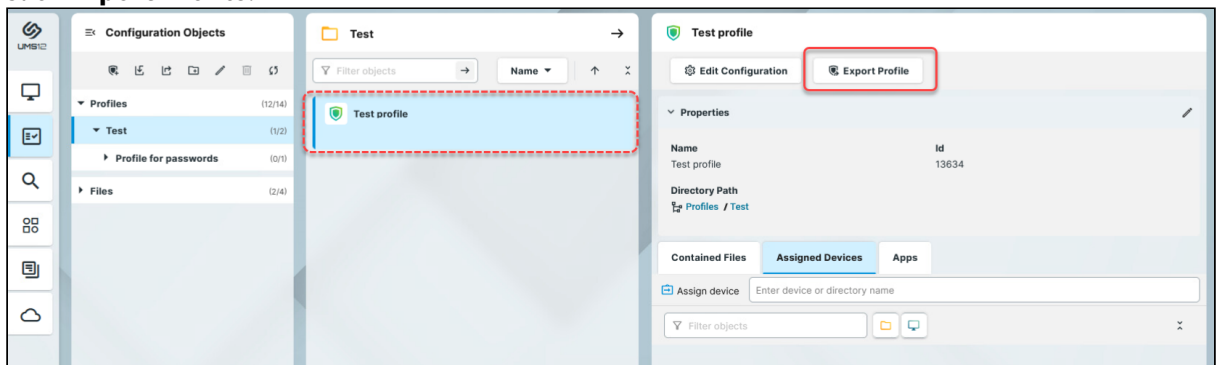 UMS12
Configuration Objects
Profiles (12/14)
Test (1/2)
Profile for passwords (0/1)
Files (2/4)
Test
Filter objects
Name
Test profile
Test profile
Edit Configuration
Export Profile
Properties
Name
Id
Test profile
13634
Directory Path
Profiles / Test
Contained Files
Assigned Devices
Apps
Assign device
Enter device or directory name
Filter objects